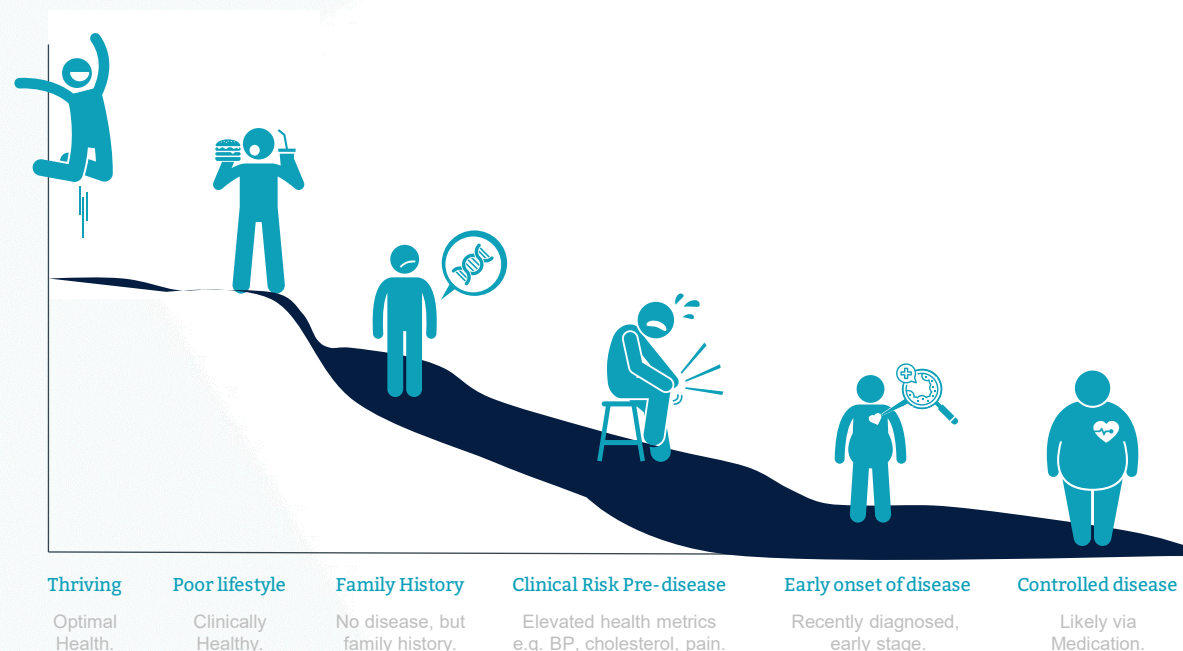 Thriving
Poor lifestyle
Family History
Clinical Risk Pre-disease
Early onset of disease
Controlled disease
Optimal
Health.
Clinically
Healthy.
No disease, but
family history.
Elevated health metrics
e.g. BP, cholesterol, pain.
Recently diagnosed,
early stage.
Likely via
Medication.